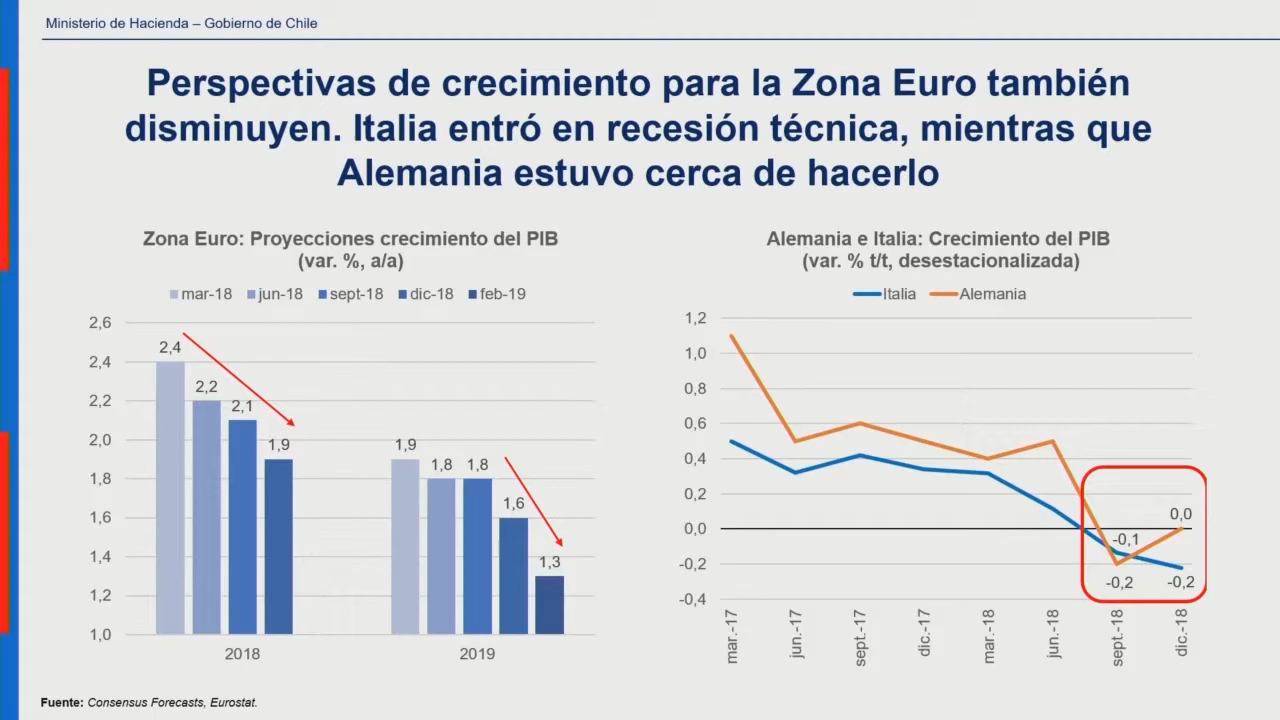 Ministerio de Hacienda – Gobierno de Chile
Perspectivas de crecimiento para la Zona Euro también
disminuyen. Italia entró en recesión técnica, mientras que
Alemania estuvo cerca de hacerlo
Zona Euro: Proyecciones crecimiento del PIB
(var. %, a/a)
mar-18 jun-18 sept-18 dic-18 feb-19
2,6
2,4
2,2
2,0
1,8
1,6
1,4
1,2
1,0
2,4
2,2
2,1
1,9
1,9
1,8
1,8
1,6
1,3
2018
2019
Alemania e Italia: Crecimiento del PIB
(var. % t/t, desestacionalizada)
Italia Alemania
1,2
1,0
0,8
0,6
0,4
0,2
0,0
-0,2
-0,4
-0,1
0,0
-0,2
-0,2
mar.-17
jun.-17
sept.-17
dic.-17
mar.-18
jun.-18
sept.-18
dic.-18
Fuente: Consensus Forecasts, Eurostat.